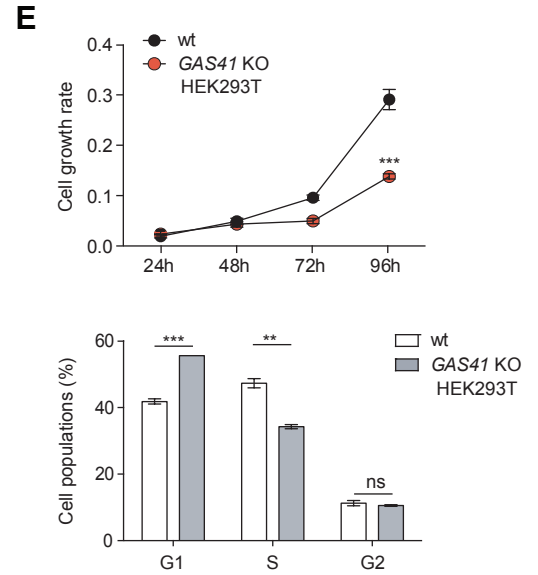 E
wt
GAS41 KO
HEK293T
Cell growth rate
0.4
0.3
0.2
0.1
0.0
***
24h
48h
72h
96h
wt
GAS41 KO
HEK293T
Cell populations (%)
60
40
20
0
***
**
ns
G1
S
G2